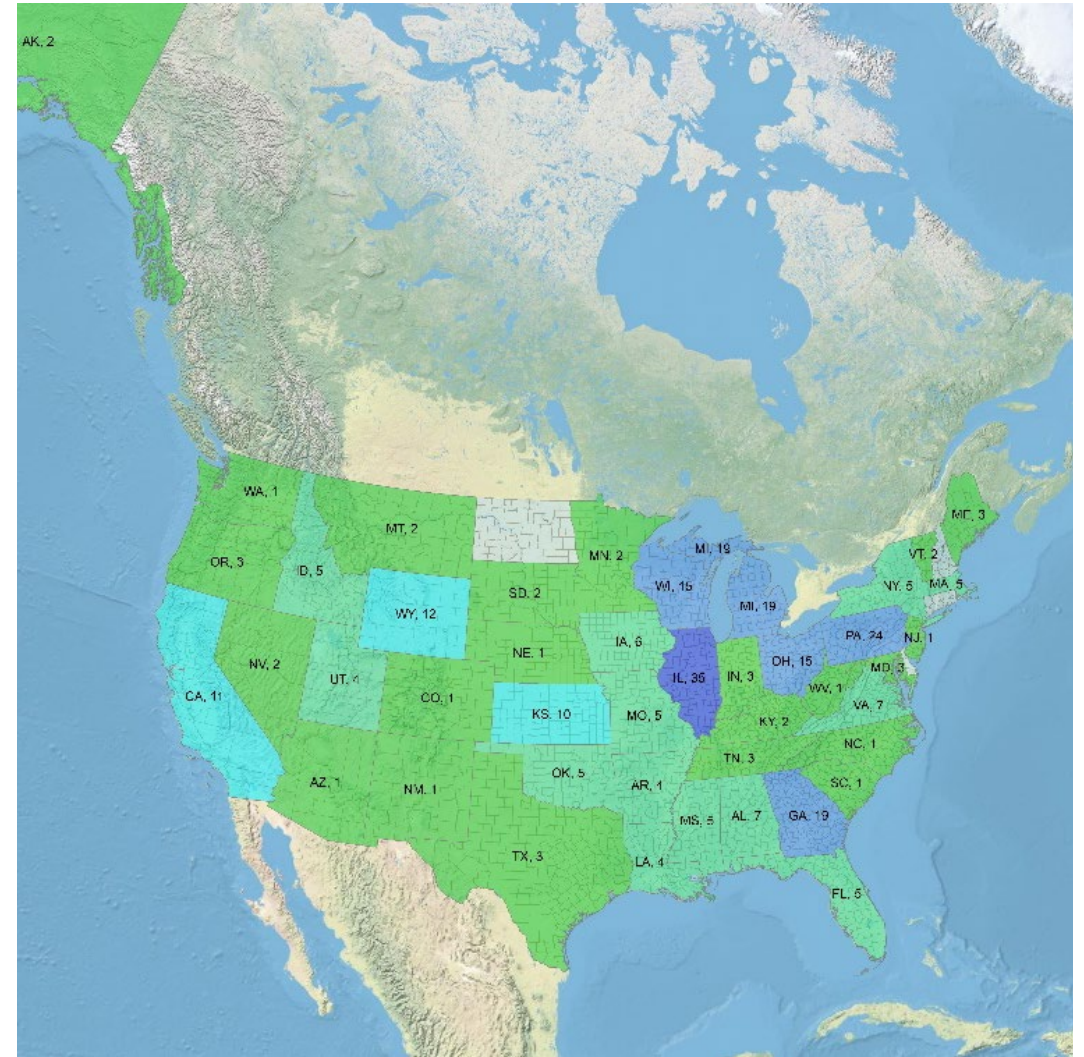 AK, 2
WA, 1
MT, 2
ME, 3
OR, 3
ID, 5
MN, 2
MI, 19
VT, 2
WI, 15
NY, 5
MA, 5
SD, 2
WY, 12
MI, 19
IA, 6
PA, 24
NJ, 1
NE, 1
NV, 2
UT, 4
CO, 1
IL, 35
IN, 3
OH, 15
MD, 3
CA, 11
WV, 1
VA, 7
KS, 10
MO, 5
KY, 2
NC, 1
TN, 3
OK, 5
AZ, 1
NM, 1
SC, 1
MS, 5
AL, 7
GA, 19
TX, 3
LA, 4
FL, 5